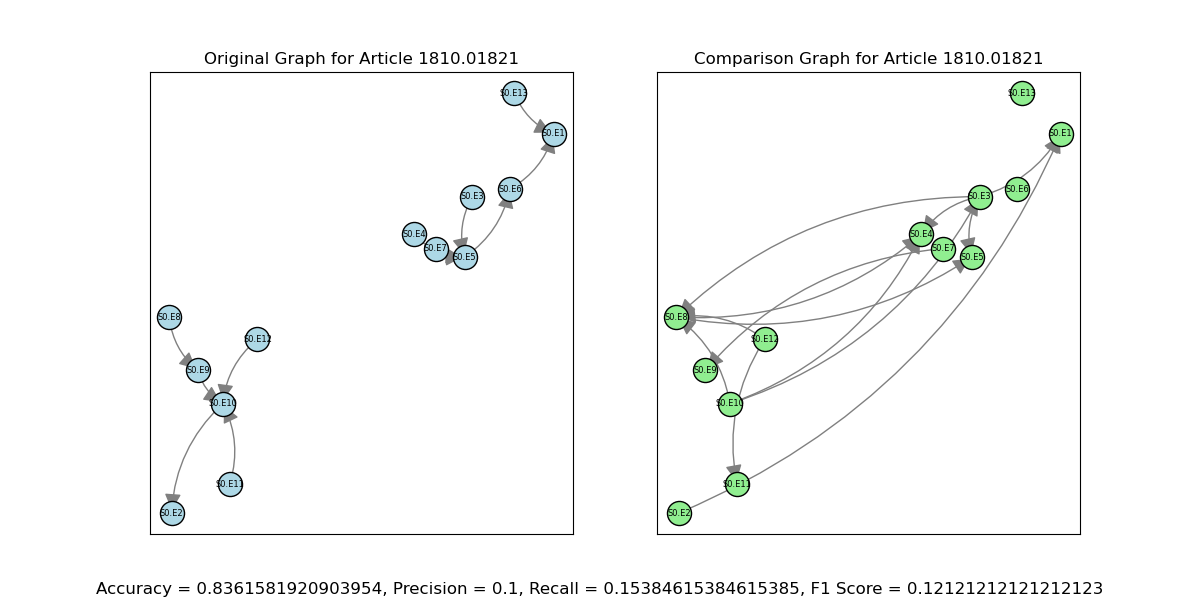 Original Graph for Article 1810.01821
S0.E13
S0.E1
S0.E6
S0.E3
S0.E4
S0.E7
S0.E5
S0.E8
S0.E12
S0.E9
S0.E10
S0.E11
S0.E2
Comparison Graph for Article 1810.01821
S0.E13
S0.E1
S0.E6
S0.E3
S0.E4
S0.E7
S0.E5
S0.E8
S0.E12
S0.E9
S0.E10
S0.E11
S0.E2
Accuracy = 0.8361581920903954, Precision = 0.1, Recall = 0.15384615384615385, F1 Score = 0.12121212121212123